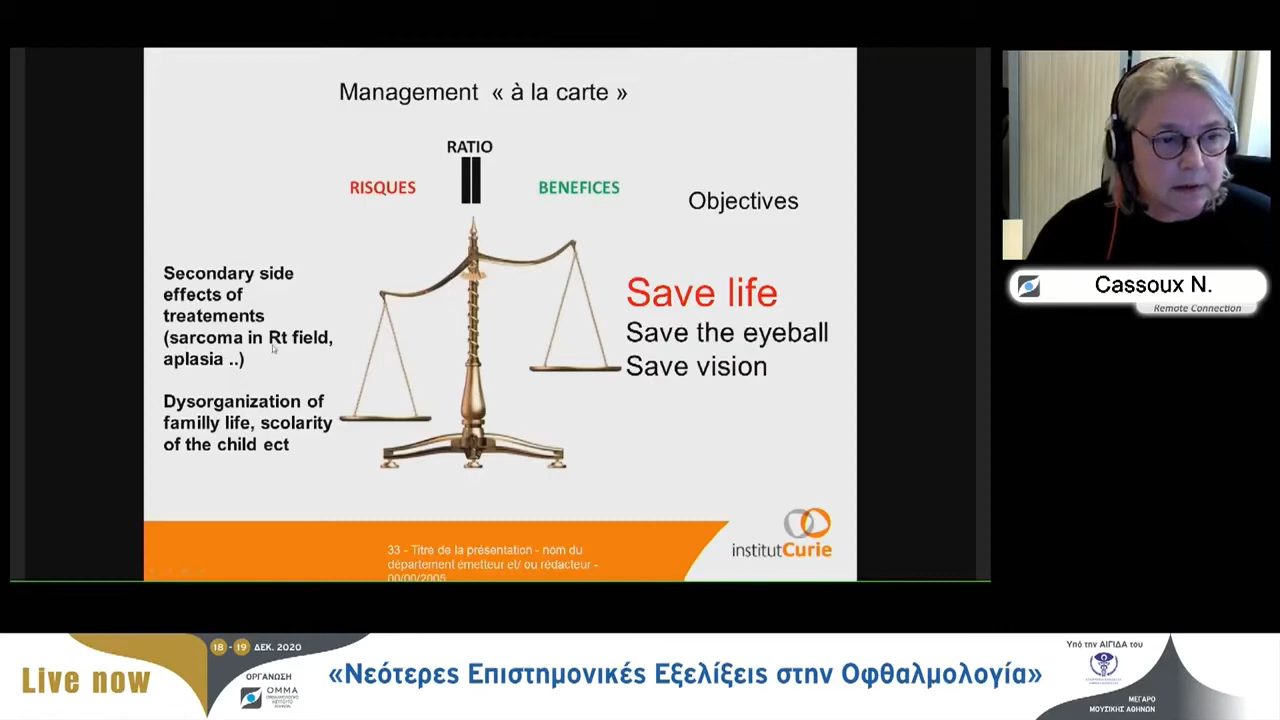 Management « à la carte »
RATIO
RISQUES
BENEFICES
Objectives
Secondary side
effects of
treatements
(sarcoma in Rt field,
aplasia ..)
Dysorganization of
familly life, scolarity
of the child ect
Save life
Save the eyeball
Save vision
33 - Titre de la présentation - nom du
département émetteur et/ ou rédacteur -
00/00/2005
institutCurie
Cassoux N.
Remote Connection
Live now
18 - 19 ΔΕΚ. 2020
ΟΡΓΑΝΩΣΗ
ΟΜΜΑ
«Νεότερες Επιστημονικές Εξελίξεις στην Οφθαλμολογία»
Υπό την ΑΙΓΙΔΑ του
ΜΕΓΑΡΟ
ΜΟΥΣΙΚΗΣ ΑΘΗΝΩΝ